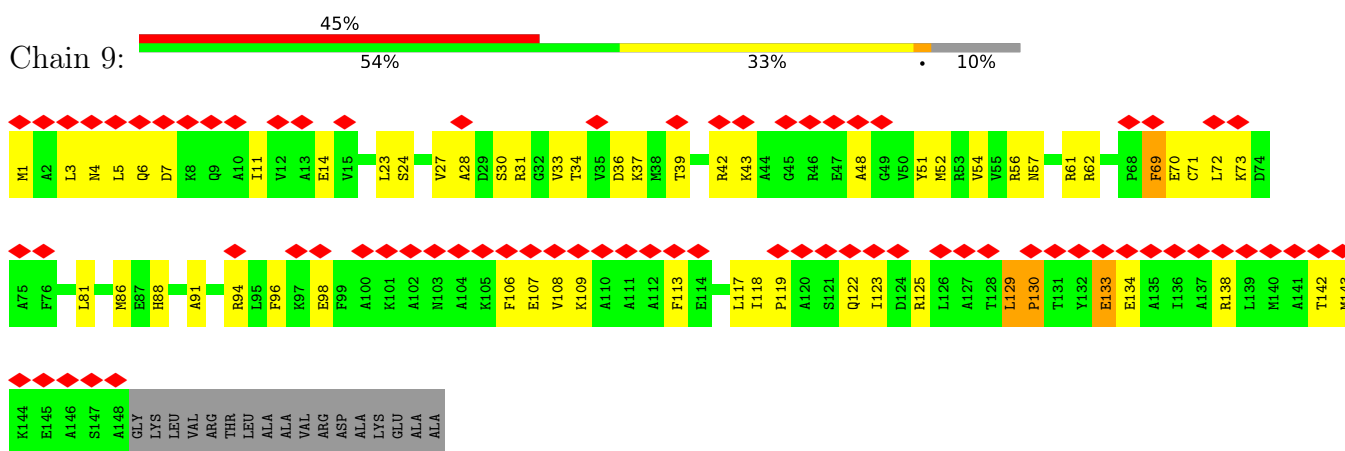 45%
Chain 9:
54% 33% • 10%
M1 A2 L3 N4 L5 Q6 D7 K8 Q9 A10 I11 V12 A13 E14 V15 L23 S24 V27 A28 D29 S30 R31 G32 V33 T34 V35 D36 K37 M38 T39 R42 K43 A44 G45 R46 E47 A48 G49 V50 Y51 M52 R53 V54 V55 R56 N57 R61 R62 P68 F69 E70 C71 L72 K73 D74
A75 F76 L81 M86 E87 H88 A91 R94 L95 F96 K97 E98 F99 A100 K101 A102 N103 A104 K105 F106 E107 V108 K109 A110 A111 A112 F113 E114 L117 I118 P119 A120 S121 Q122 I123 D124 R125 L126 A127 T128 L129 P130 T131 Y132 E133 E134 A135 I136 A137 R138 L139 M140 A141 T142 M143
K144 E145 A146 S147 A148 GLY LYS LEU VAL ARG THR LEU ALA ALA VAL ARG ASP ALA LYS GLU ALA ALA